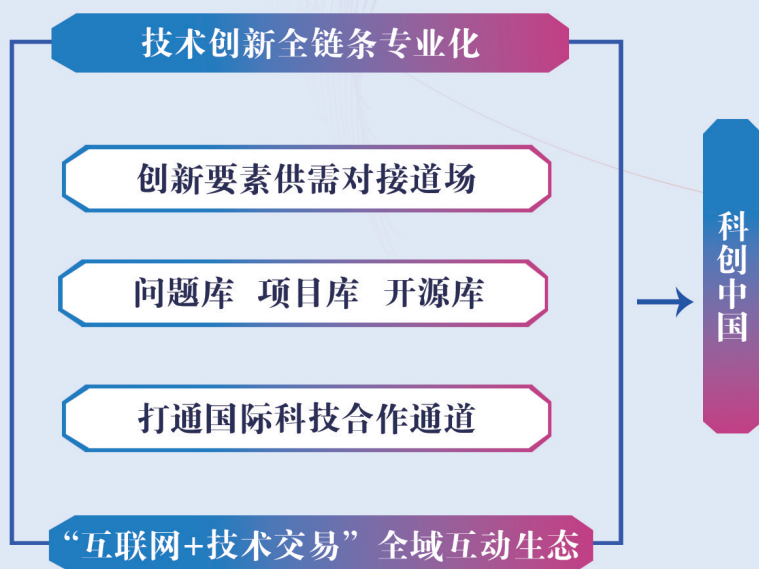 技术创新全链条专业化
创新要素供需对接道场
问题库 项目库 开源库
打通国际科技合作通道
“互联网+技术交易”全域互动生态
科创中国